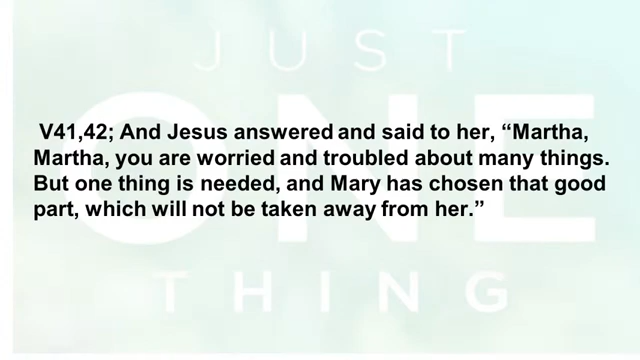 JUST
ONE
V41,42; And Jesus answered and said to her, “Martha,
Martha, you are worried and troubled about many things.
But one thing is needed, and Mary has chosen that good
part, which will not be taken away from her.”
THING